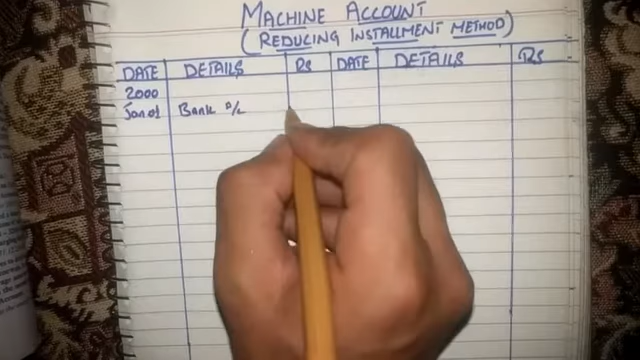 MACHINE ACCOUNT
( REDUCING INSTALLMENT METHOD)
DATE DETAILS Rs DATE DETAILS Rs
2000
Jan 01 Bank a/c